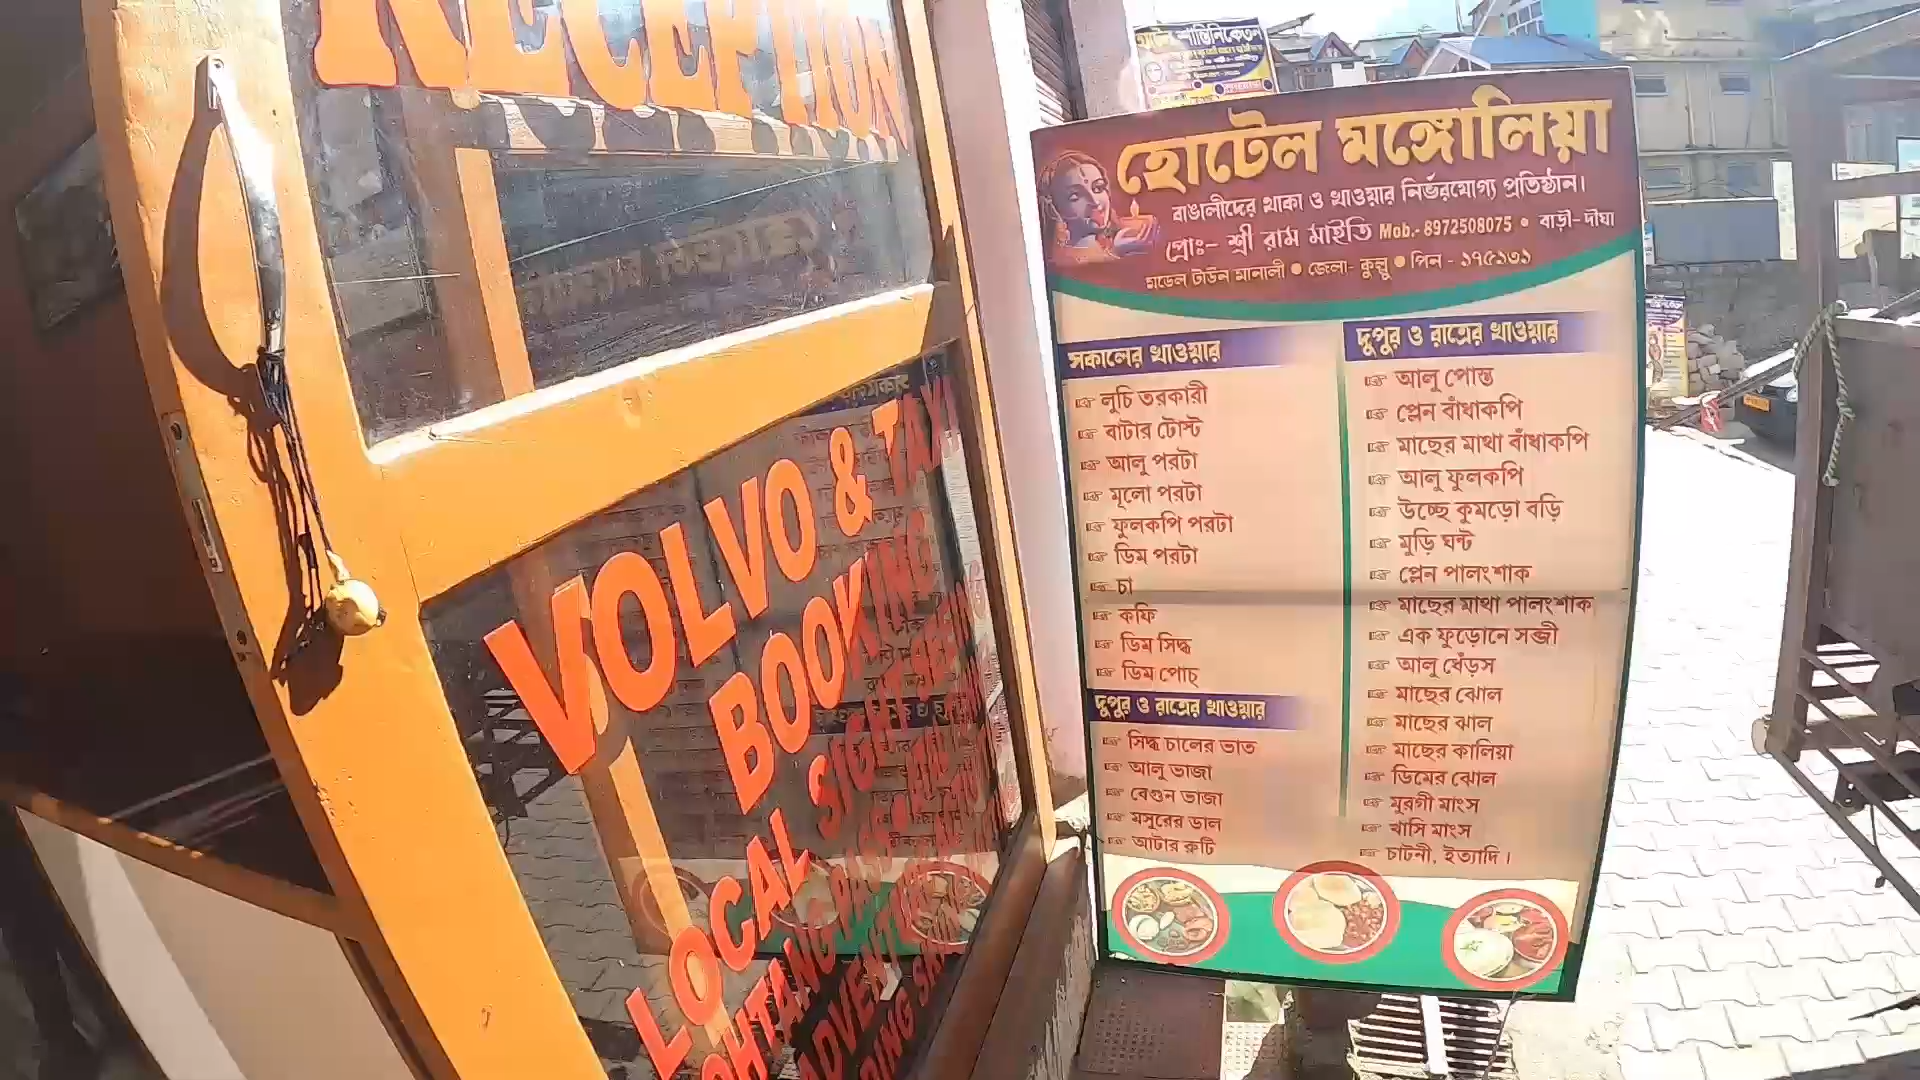 RECEPTION
VOLVO & TAXI
BOOKING
LOCAL SIGHT SEEING
হোটেল মঙ্গোলিয়া
বাঙালীদের থাকা ও খাওয়ার নির্ভরযোগ্য প্রতিষ্ঠান।
প্রোঃ- শ্রী রাম মাইতি Mob.- 8972508075 • বাড়ী- দীঘা
মডেল টাউন মানালী • জেলা- কুল্লু • পিন - ১৭৫১৩১
সকালের খাওয়ার
লুচি তরকারী
বাটার টোস্ট
আলু পরটা
মূলো পরটা
ফুলকপি পরটা
ডিম পরটা
চা
কফি
ডিম সিদ্ধ
ডিম পোচ্
দুপুর ও রাত্রের খাওয়ার
সিদ্ধ চালের ভাত
আলু ভাজা
বেগুন ভাজা
মসুরের ডাল
আটার রুটি
দুপুর ও রাত্রের খাওয়ার
আলু পোস্ত
প্লেন বাঁধাকপি
মাছের মাথা বাঁধাকপি
আলু ফুলকপি
উচ্ছে কুমড়ো বড়ি
মুড়ি ঘন্ট
প্লেন পালংশাক
মাছের মাথা পালংশাক
এক ফুড়োনে সব্জী
আলু ধেঁড়স
মাছের ঝোল
মাছের ঝাল
মাছের কালিয়া
ডিমের ঝোল
মুরগী মাংস
খাসি মাংস
চাটনী, ইত্যাদি।